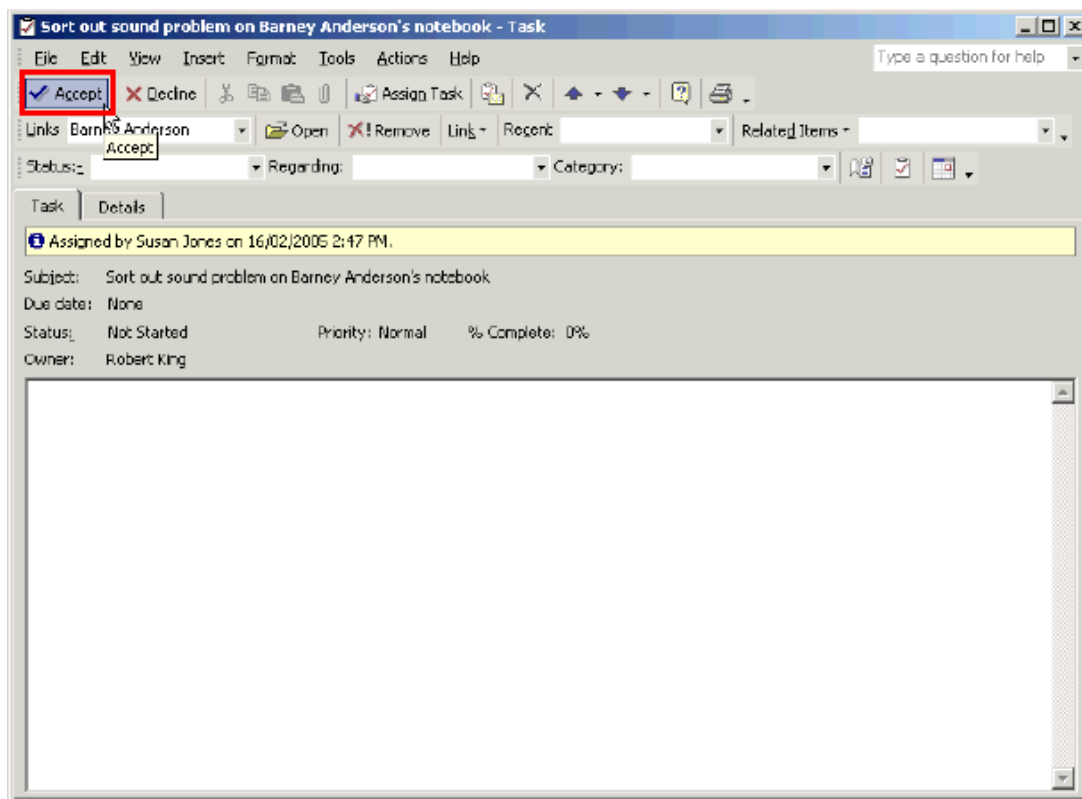 Sort out sound problem on Barney Anderson's notebook - Task
File Edit View Insert Format Tools Actions Help Type a question for help
Accept Decline Assign Task
Links Barney Anderson Open Remove Link Recent Related Items
Accept
Status: Regarding: Category:
Task Details
Assigned by Susan Jones on 16/02/2005 2:47 PM.
Subject: Sort out sound problem on Barney Anderson's notebook
Due date: None
Status: Not Started Priority: Normal % Complete: 0%
Owner: Robert King